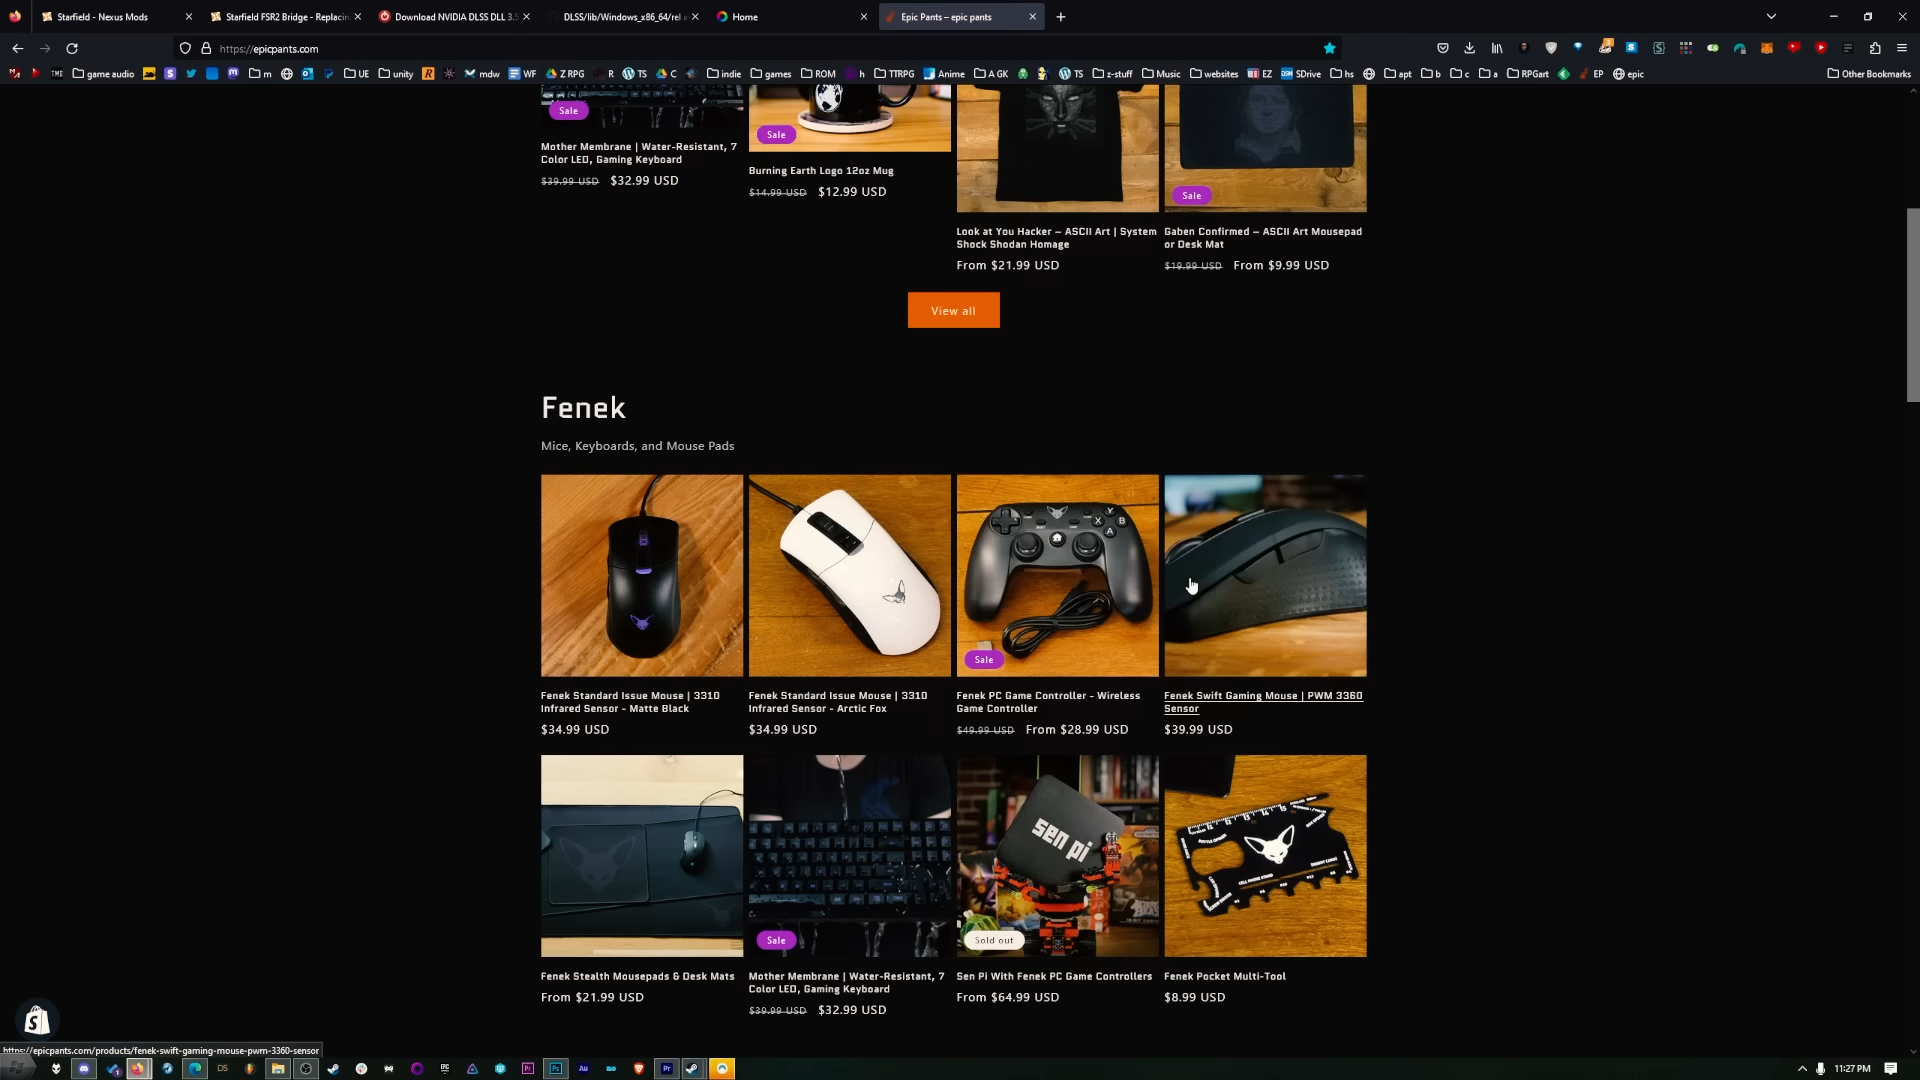 Starfield - Nexus Mods
Starfield FSR2 Bridge - Replacin
Download NVIDIA DLSS DLL 3.5
DLSS/lib/Windows_x86_64/rel
Home
Epic Pants – epic pants
https://epicpants.com
game audio
m
UE
unity
mdw
WF
Z RPG
R
TS
C
indie
games
ROM
h
TTRPG
Anime
A GK
TS
z-stuff
Music
websites
EZ
SDrive
hs
apt
b
c
a
RPGart
EP
epic
Other Bookmarks
Sale
Sale
Sale
Mother Membrane | Water-Resistant, 7
Color LED, Gaming Keyboard
$39.99 USD $32.99 USD
Burning Earth Logo 12oz Mug
$14.99 USD $12.99 USD
Look at You Hacker – ASCII Art | System
Shock Shodan Homage
From $21.99 USD
Gaben Confirmed – ASCII Art Mousepad
or Desk Mat
$19.99 USD From $9.99 USD
View all
Fenek
Mice, Keyboards, and Mouse Pads
Y
X
B
A
Sale
Fenek Standard Issue Mouse | 3310
Infrared Sensor - Matte Black
$34.99 USD
Fenek Standard Issue Mouse | 3310
Infrared Sensor - Arctic Fox
$34.99 USD
Fenek PC Game Controller - Wireless
Game Controller
$49.99 USD From $28.99 USD
Fenek Swift Gaming Mouse | PWM 3360
Sensor
$39.99 USD
sen pi
Sale
Sold out
Fenek Stealth Mousepads & Desk Mats
From $21.99 USD
Mother Membrane | Water-Resistant, 7
Color LED, Gaming Keyboard
$39.99 USD $32.99 USD
Sen Pi With Fenek PC Game Controllers
From $64.99 USD
Fenek Pocket Multi-Tool
$8.99 USD
https://epicpants.com/products/fenek-swift-gaming-mouse-pwm-3360-sensor
DS
Pr
Ps
Au
Pr
11:27 PM